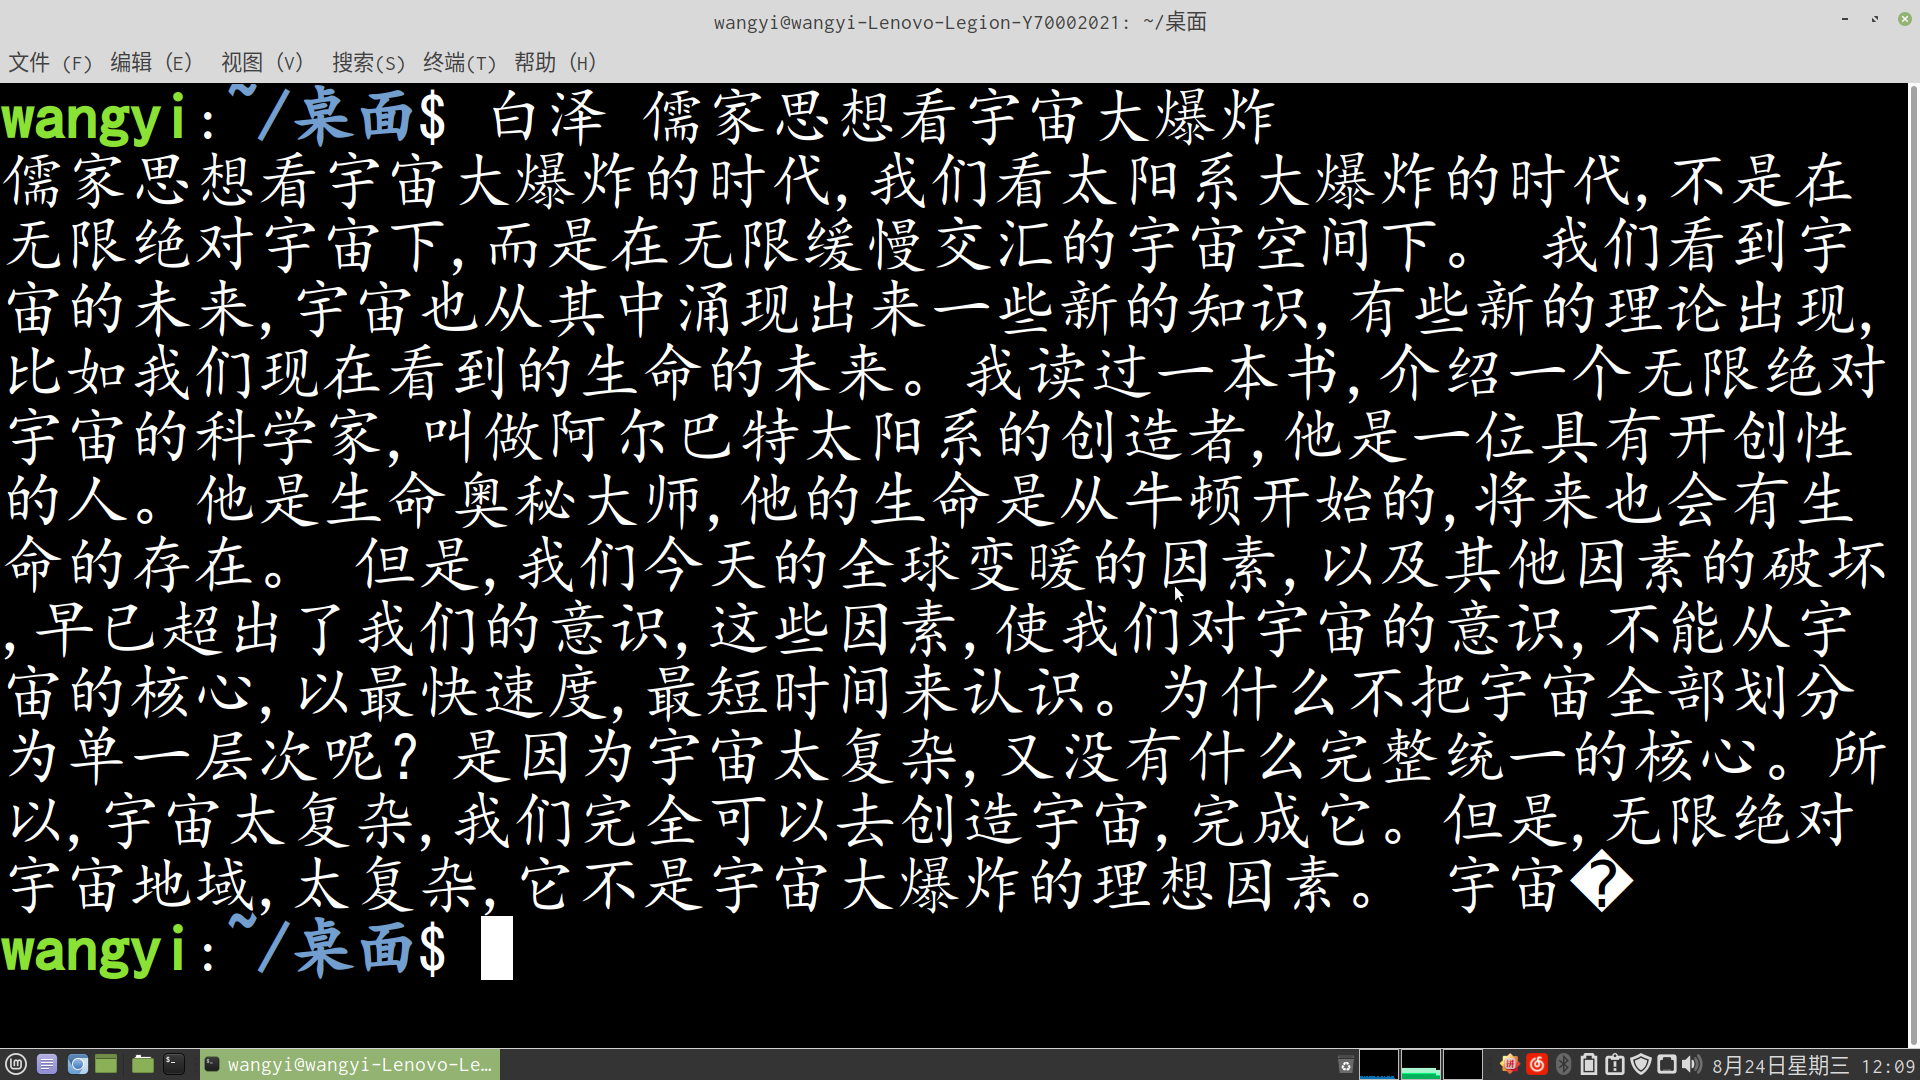 wangyi@wangyi-Lenovo-Legion-Y70002021: ~/桌面
文件 (F) 编辑 (E) 视图 (V) 搜索(S) 终端(T) 帮助 (H)
wangyi:~/桌面$ 白泽 儒家思想看宇宙大爆炸
儒家思想看宇宙大爆炸的时代,我们看太阳系大爆炸的时代,不是在
无限绝对宇宙下,而是在无限缓慢交汇的宇宙空间下。 我们看到宇
宙的未来,宇宙也从其中涌现出来一些新的知识,有些新的理论出现,
比如我们现在看到的生命的未来。我读过一本书,介绍一个无限绝对
宇宙的科学家,叫做阿尔巴特太阳系的创造者,他是一位具有开创性
的人。他是生命奥秘大师,他的生命是从牛顿开始的,将来也会有生
命的存在。 但是,我们今天的全球变暖的因素,以及其他因素的破坏
,早已超出了我们的意识,这些因素,使我们对宇宙的意识,不能从宇
宙的核心,以最快速度,最短时间来认识。为什么不把宇宙全部划分
为单一层次呢? 是因为宇宙太复杂,又没有什么完整统一的核心。所
以,宇宙太复杂,我们完全可以去创造宇宙,完成它。但是,无限绝对
宇宙地域,太复杂,它不是宇宙大爆炸的理想因素。 宇宙�
wangyi:~/桌面$
wangyi@wangyi-Lenovo-Le…
8月24日星期三 12:09